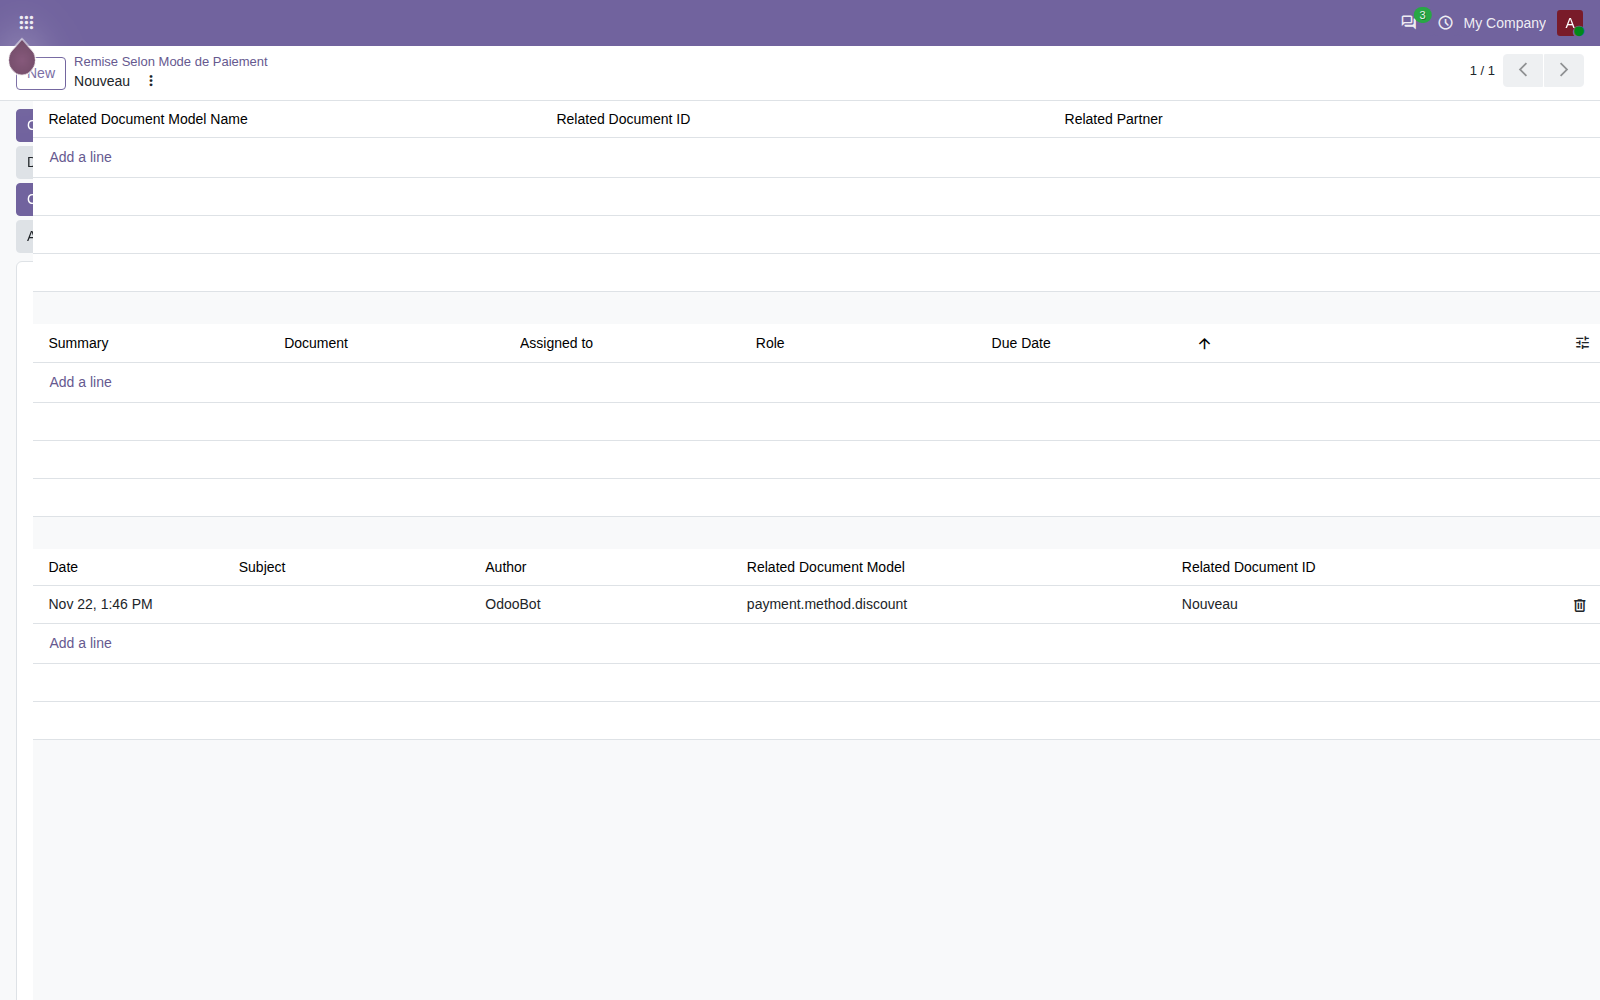 3 My Company A
New
Remise Selon Mode de Paiement
Nouveau
1 / 1
Related Document Model Name Related Document ID Related Partner
Add a line
Summary Document Assigned to Role Due Date
Add a line
Date Subject Author Related Document Model Related Document ID
Nov 22, 1:46 PM OdooBot payment.method.discount Nouveau
Add a line